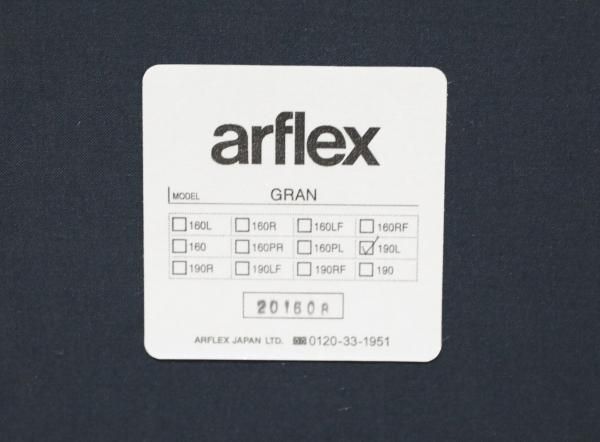 arflex
MODEL GRAN
☐ 160L ☐ 160R ☐ 160LF ☐ 160RF
☐ 160 ☐ 160PR ☐ 160PL ☑ 190L
☐ 190R ☐ 190LF ☐ 190RF ☐ 190
20160R
ARFLEX JAPAN LTD. 0120-33-1951